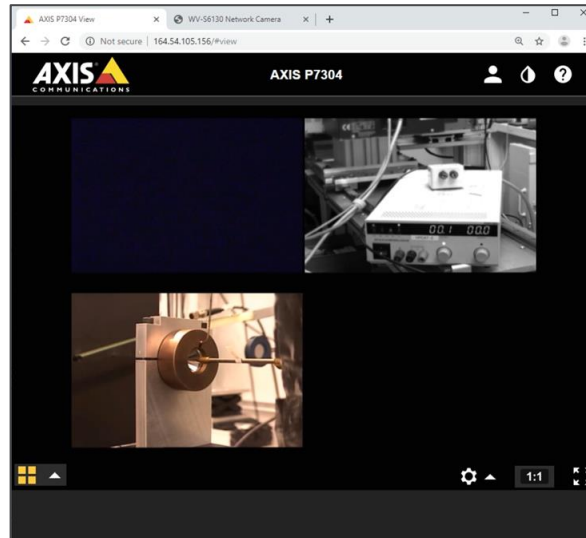 AXIS P7304 View
WV-S6130 Network Camera
Not secure | 164.54.105.156/#view
AXIS
COMMUNICATIONS
AXIS P7304
00.1 00.0
1:1